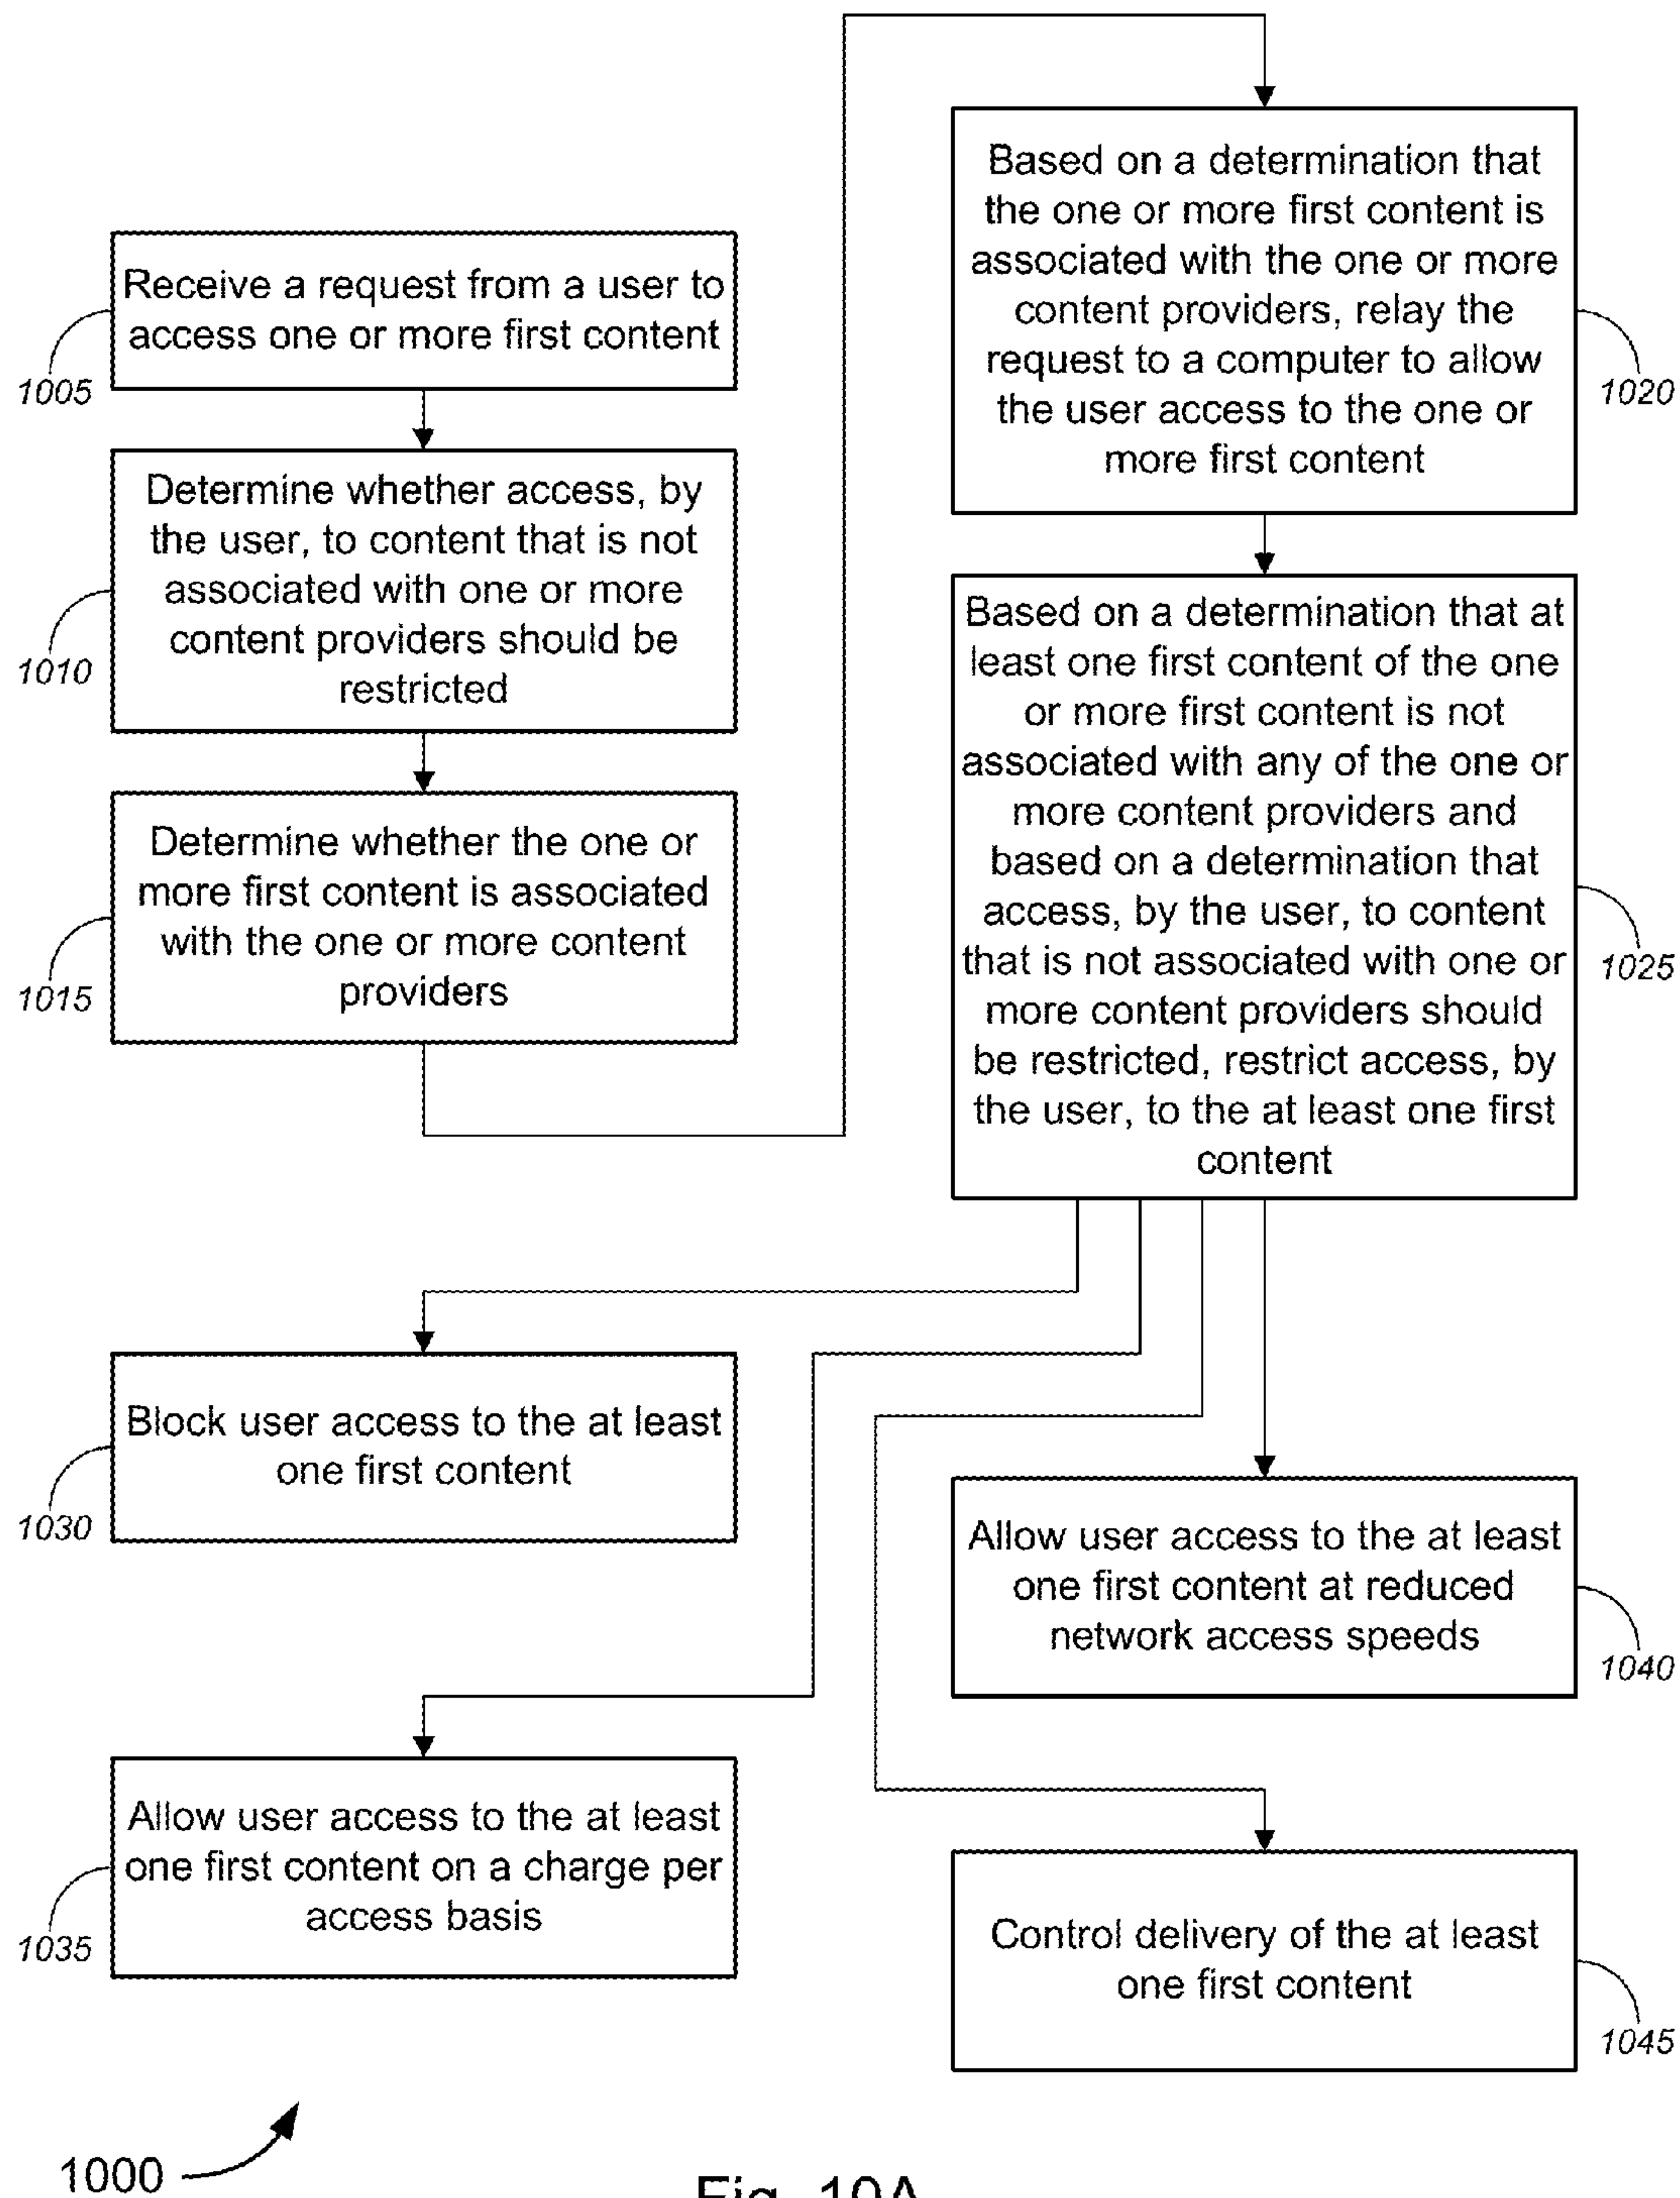 Receive a request from a user to
access one or more first content
1005
Determine whether access, by
the user, to content that is not
associated with one or more
content providers should be
restricted
1010
Determine whether the one or
more first content is associated
with the one or more content
providers
1015
Based on a determination that
the one or more first content is
associated with the one or more
content providers, relay the
request to a computer to allow
the user access to the one or
more first content
1020
Based on a determination that at
least one first content of the one
or more first content is not
associated with any of the one or
more content providers and
based on a determination that
access, by the user, to content
that is not associated with one or
more content providers should
be restricted, restrict access, by
the user, to the at least one first
content
1025
Block user access to the at least
one first content
1030
Allow user access to the at least
one first content on a charge per
access basis
1035
Allow user access to the at least
one first content at reduced
network access speeds
1040
Control delivery of the at least
one first content
1045
1000
Fig. 10A